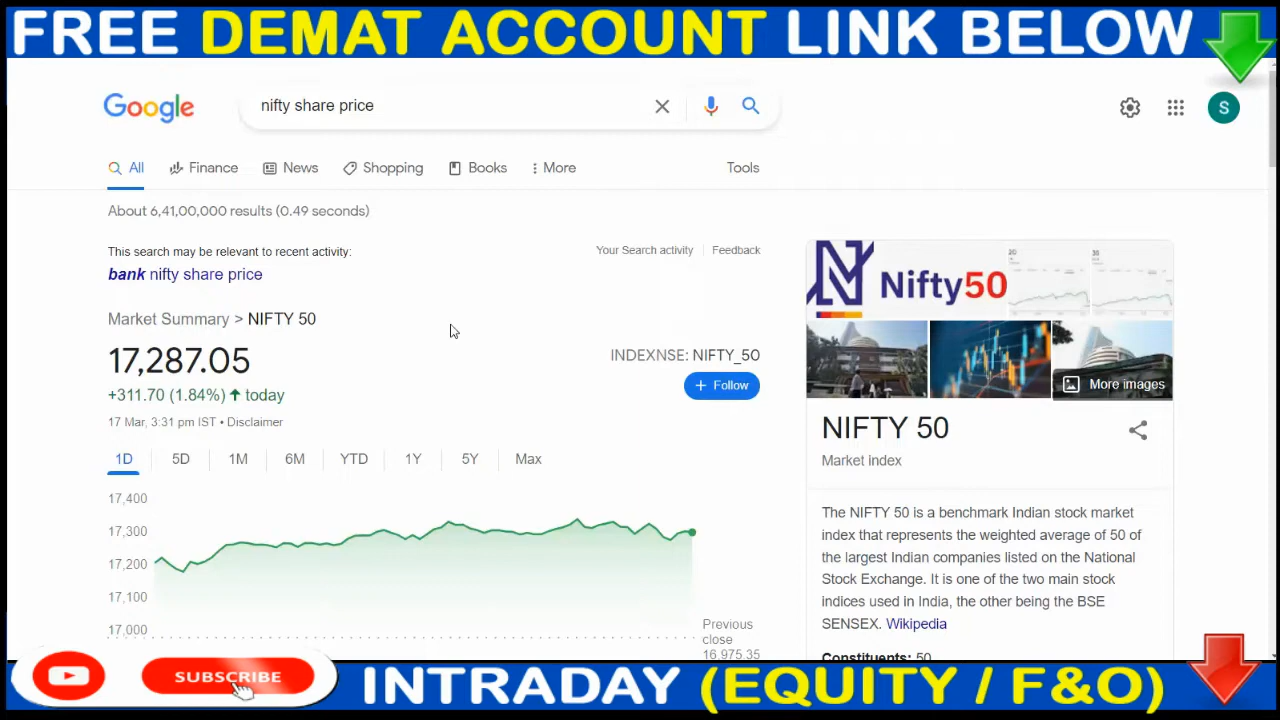 FREE DEMAT ACCOUNT LINK BELOW
Google
nifty share price
S
All
Finance
News
Shopping
Books
More
Tools
About 6,41,00,000 results (0.49 seconds)
This search may be relevant to recent activity:
Your Search activity
Feedback
bank nifty share price
Market Summary > NIFTY 50
17,287.05
INDEXNSE: NIFTY_50
+311.70 (1.84%) today
+ Follow
17 Mar, 3:31 pm IST • Disclaimer
1D
5D
1M
6M
YTD
1Y
5Y
Max
17,400
17,300
17,200
17,100
17,000
Previous
close
16,975.35
Nifty50
More images
NIFTY 50
Market index
The NIFTY 50 is a benchmark Indian stock market
index that represents the weighted average of 50 of
the largest Indian companies listed on the National
Stock Exchange. It is one of the two main stock
indices used in India, the other being the BSE
SENSEX. Wikipedia
Constituents: 50
SUBSCRIBE
INTRADAY (EQUITY / F&O)